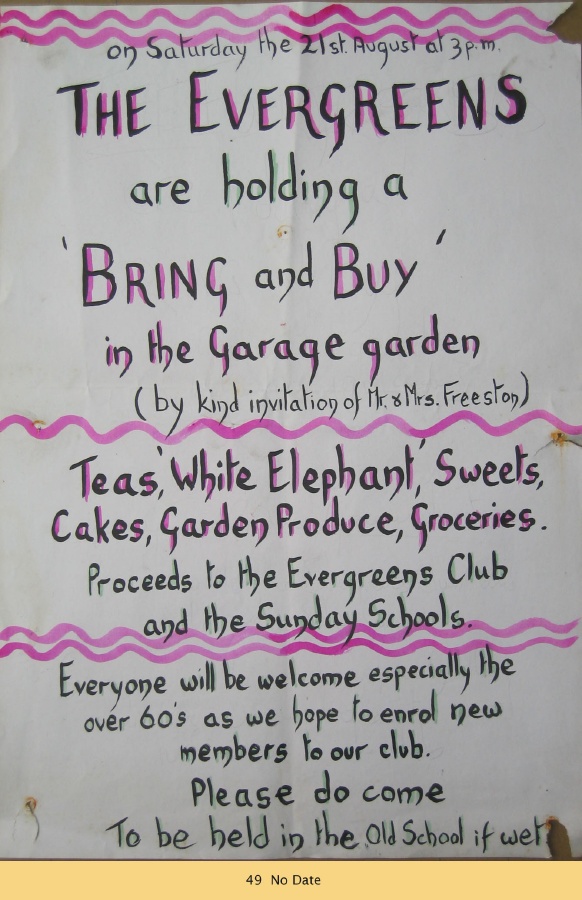 on Saturday the 21st. August at 3p.m.
THE EVERGREENS
are holding a
'BRING and BUY'
in the Garage garden
(by kind invitation of Mr. & Mrs. Freeston)
Teas, 'White Elephant', Sweets,
Cakes, Garden Produce, Groceries.
Proceeds to the Evergreens Club
and the Sunday Schools.
Everyone will be welcome especially the
over 60's as we hope to enrol new
members to our club.
Please do come
To be held in the Old School if wet.
49 No Date